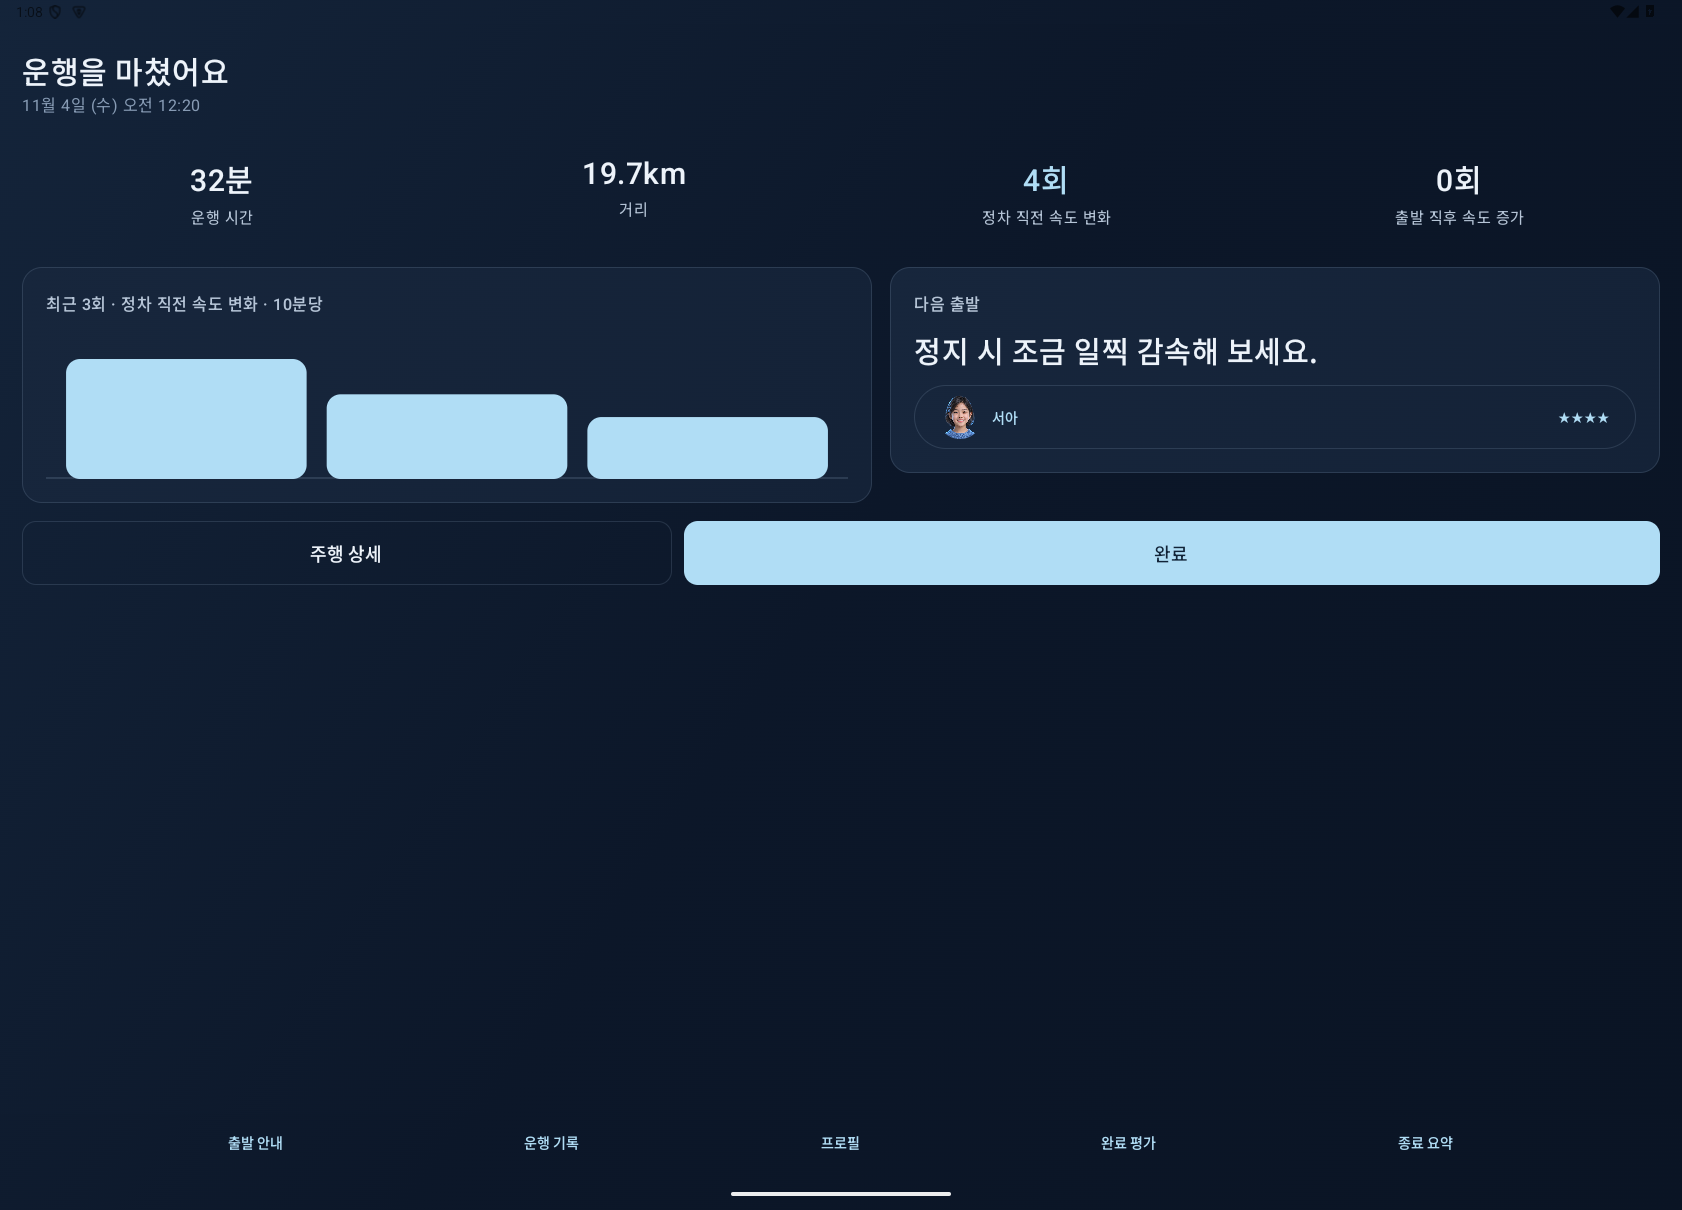 1:08
운행을 마쳤어요
11월 4일 (수) 오전 12:20
32분
운행 시간
19.7km
거리
4회
정차 직전 속도 변화
0회
출발 직후 속도 증가
최근 3회 · 정차 직전 속도 변화 · 10분당
다음 출발
정지 시 조금 일찍 감속해 보세요.
서아
★★★★
주행 상세
완료
출발 안내
운행 기록
프로필
완료 평가
종료 요약